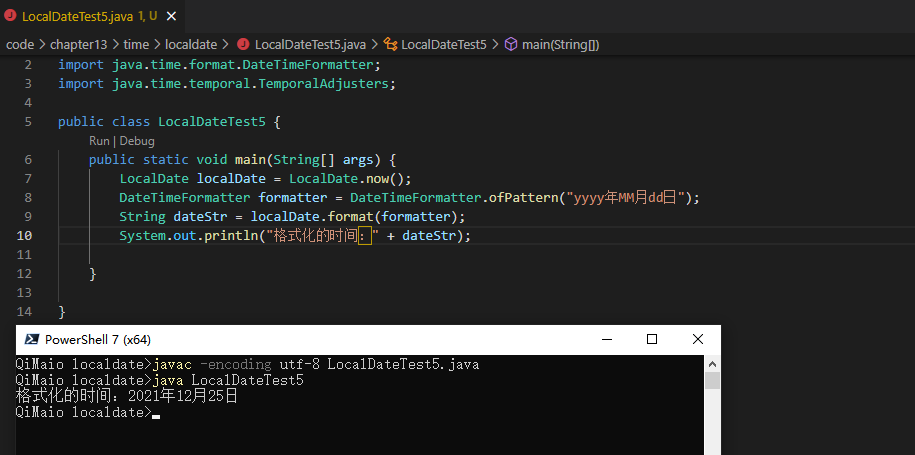 LocalDateTest5.java 1, U
code > chapter13 > time > localdate > LocalDateTest5.java > LocalDateTest5 > main(String[])
2 import java.time.format.DateTimeFormatter;
3 import java.time.temporal.TemporalAdjusters;
4
5 public class LocalDateTest5 {
Run | Debug
6 public static void main(String[] args) {
7 LocalDate localDate = LocalDate.now();
8 DateTimeFormatter formatter = DateTimeFormatter.ofPattern("yyyy年MM月dd日");
9 String dateStr = localDate.format(formatter);
10 System.out.println("格式化的时间：" + dateStr);
11
12 }
13
14 }
PowerShell 7 (x64)
QiMaio localdate>javac -encoding utf-8 LocalDateTest5.java
QiMaio localdate>java LocalDateTest5
格式化的时间：2021年12月25日
QiMaio localdate>